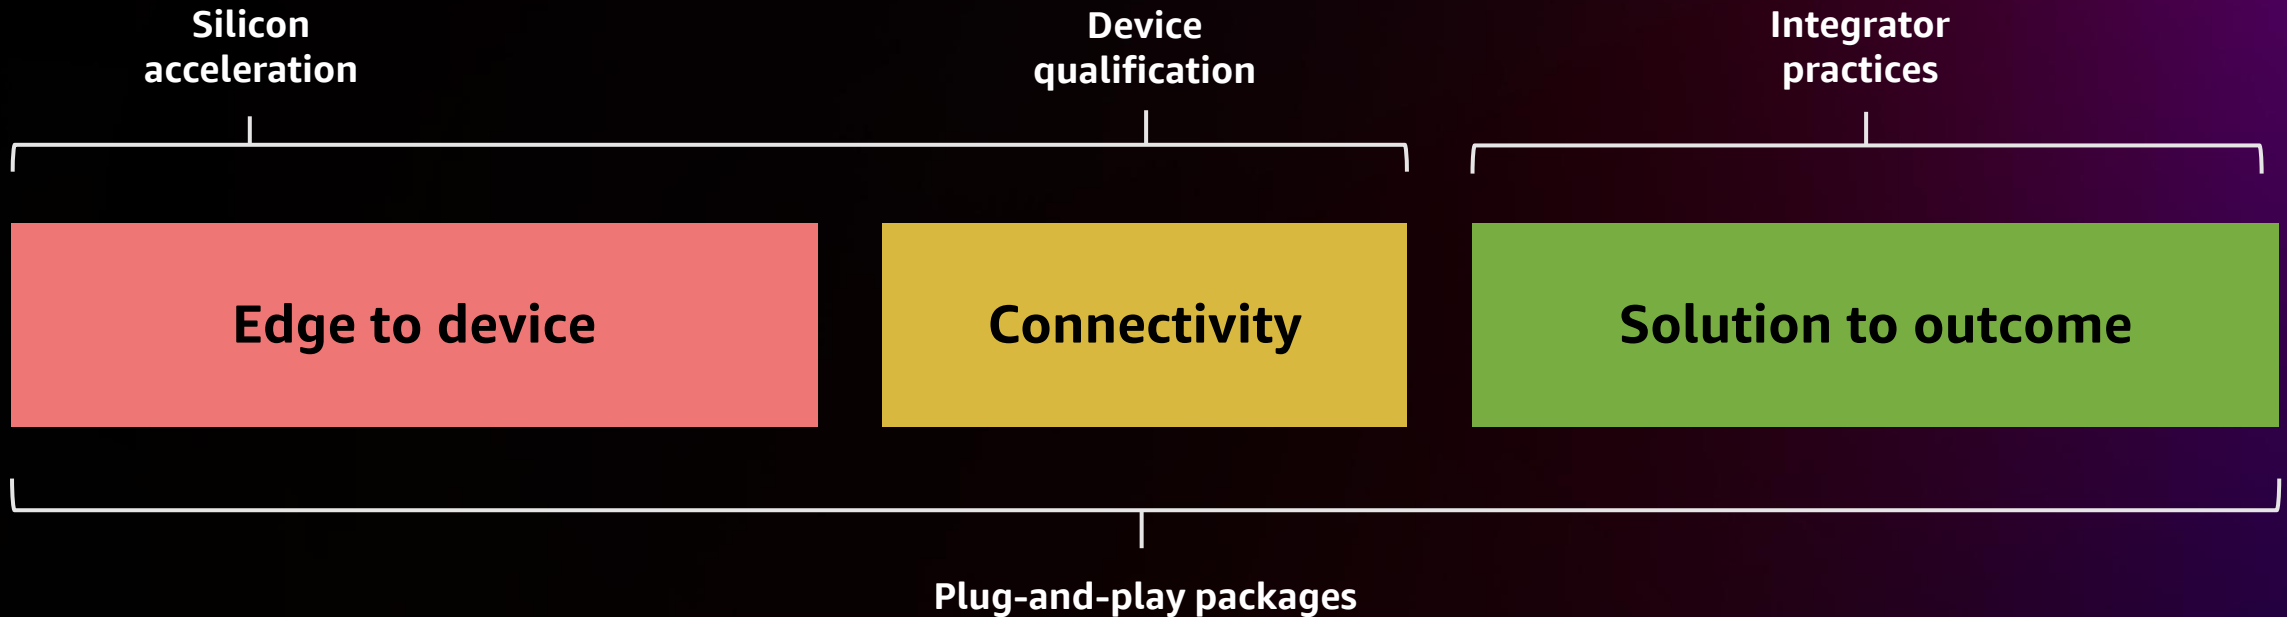 Silicon
acceleration
Device
qualification
Integrator
practices
Edge to device
Connectivity
Solution to outcome
Plug-and-play packages